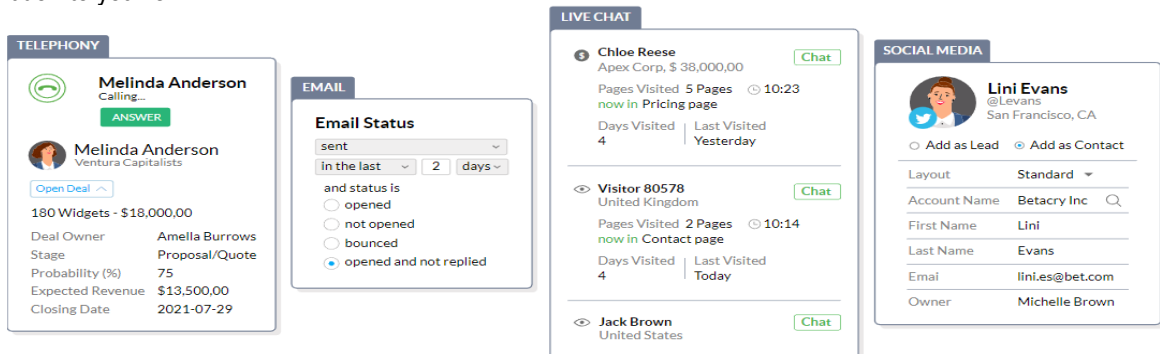 TELEPHONY
Melinda Anderson
Calling...
ANSWER
Melinda Anderson
Ventura Capitalists
Open Deal
180 Widgets - $18,000,00
Deal Owner Amella Burrows
Stage Proposal/Quote
Probability (%) 75
Expected Revenue $13,500,00
Closing Date 2021-07-29
EMAIL
Email Status
sent
in the last 2 days
and status is
opened
not opened
bounced
opened and not replied
LIVE CHAT
Chloe Reese Chat
Apex Corp, $ 38,000,00
Pages Visited 5 Pages 10:23
now in Pricing page
Days Visited Last Visited
4 Yesterday
Visitor 80578 Chat
United Kingdom
Pages Visited 2 Pages 10:14
now in Contact page
Days Visited Last Visited
4 Today
Jack Brown Chat
United States
SOCIAL MEDIA
Lini Evans
@Levans
San Francisco, CA
Add as Lead Add as Contact
Layout Standard
Account Name Betacry Inc
First Name Lini
Last Name Evans
Emai lini.es@bet.com
Owner Michelle Brown